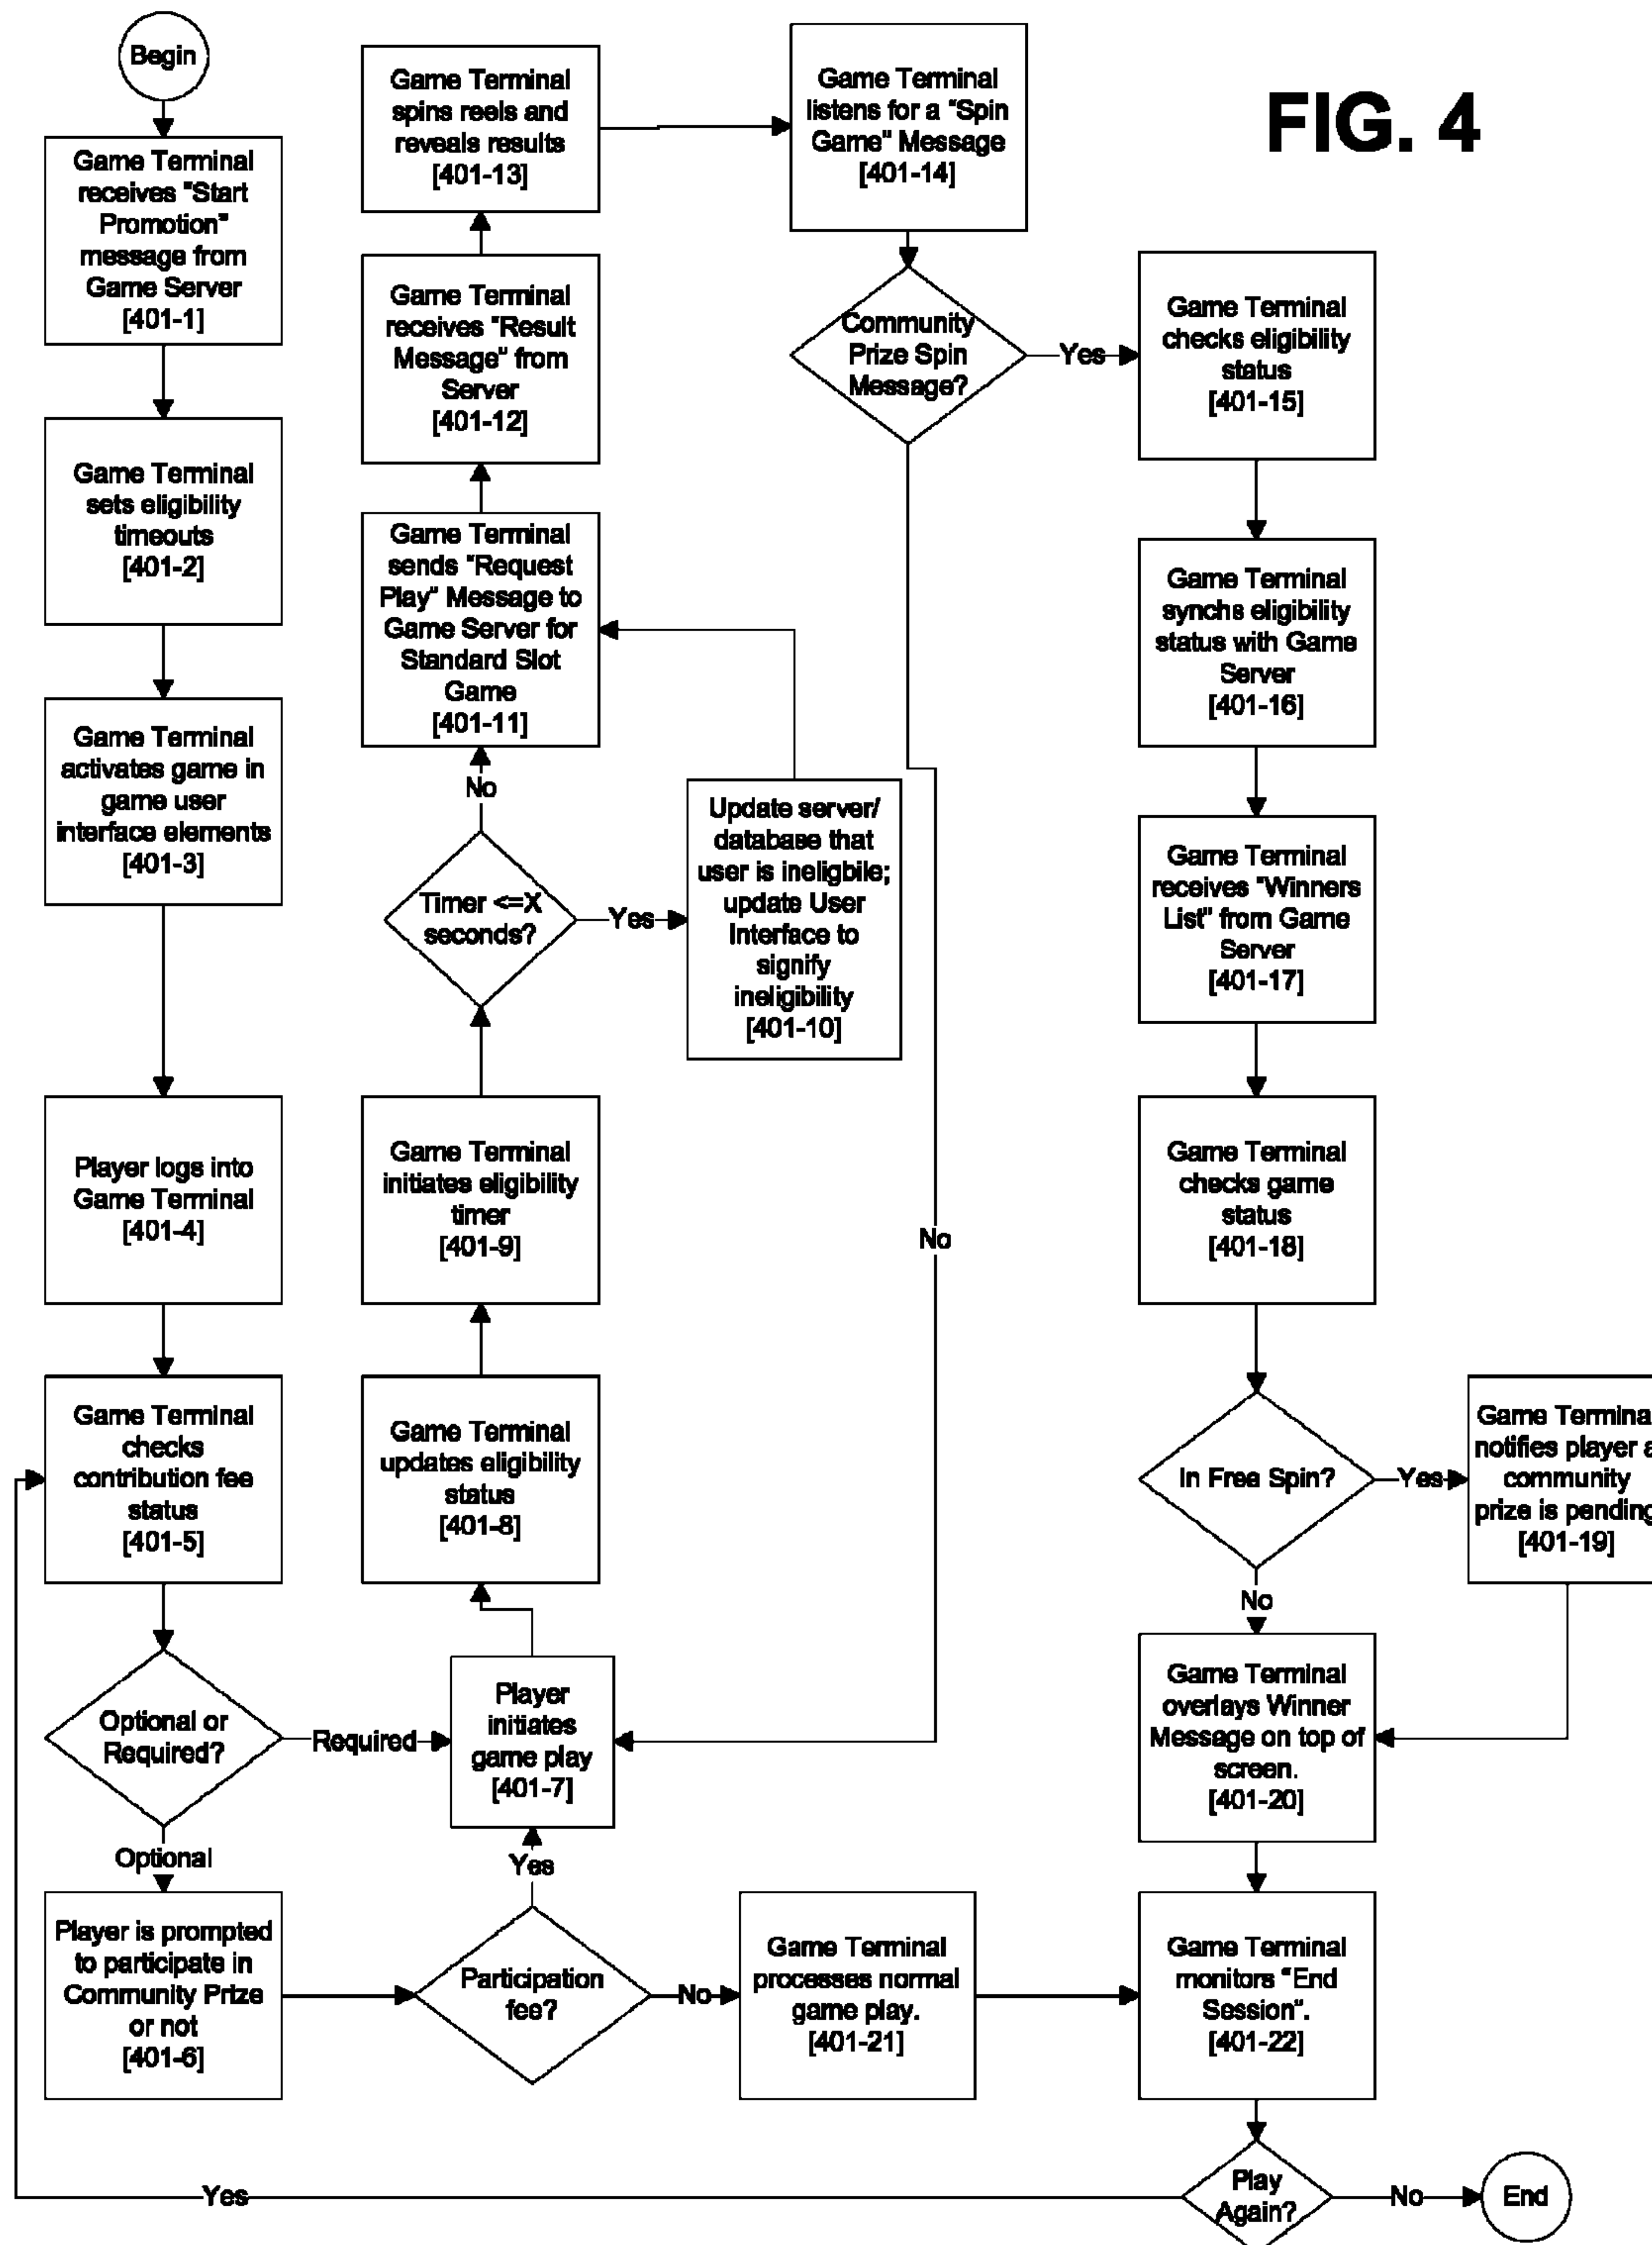 FIG. 4
Begin
Game Terminal
receives "Start
Promotion"
message from
Game Server
[401-1]
Game Terminal
sets eligibility
timeouts
[401-2]
Game Terminal
activates game in
game user
interface elements
[401-3]
Player logs into
Game Terminal
[401-4]
Game Terminal
checks
contribution fee
status
[401-5]
Optional or
Required?
Required
Optional
Player is prompted
to participate in
Community Prize
or not
[401-6]
Participation
fee?
Yes
No
Player
initiates
game play
[401-7]
Game Terminal
updates eligibility
status
[401-8]
Game Terminal
initiates eligibility
timer
[401-9]
Timer <=X
seconds?
Yes
No
Update server/
database that
user is ineligbile;
update User
Interface to
signify
ineligibility
[401-10]
Game Terminal
sends "Request
Play" Message to
Game Server for
Standard Slot
Game
[401-11]
Game Terminal
receives "Result
Message" from
Server
[401-12]
Game Terminal
spins reels and
reveals results
[401-13]
Game Terminal
listens for a "Spin
Game" Message
[401-14]
Community
Prize Spin
Message?
Yes
No
Game Terminal
checks eligibility
status
[401-15]
Game Terminal
synchs eligibility
status with Game
Server
[401-16]
Game Terminal
receives "Winners
List" from Game
Server
[401-17]
Game Terminal
checks game
status
[401-18]
In Free Spin?
Yes
No
Game Termina
notifies player a
community
prize is pending
[401-19]
Game Terminal
overlays Winner
Message on top of
screen.
[401-20]
Game Terminal
processes normal
game play.
[401-21]
Game Terminal
monitors "End
Session".
[401-22]
Play
Again?
Yes
No
End